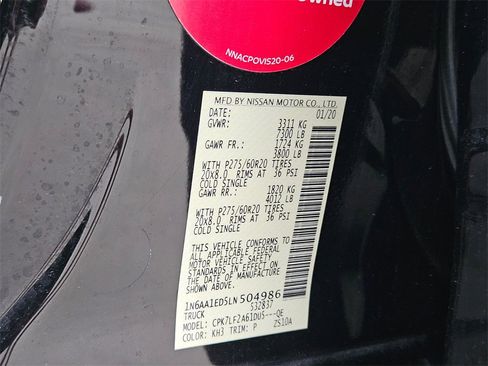 owned
NNACPOVIS20-06
MFD BY NISSAN MOTOR CO., LTD.
DATE: 01/20
GVWR: 3311 KG
7300 LB
GAWR FR.: 1724 KG
3800 LB
WITH P275/60R20 TIRES
20X8.0 RIMS AT 36 PSI
COLD SINGLE
GAWR RR.: 1820 KG
4012 LB
WITH P275/60R20 TIRES
20X8.0 RIMS AT 36 PSI
COLD SINGLE
THIS VEHICLE CONFORMS TO
ALL APPLICABLE FEDERAL
MOTOR VEHICLE SAFETY
STANDARDS IN EFFECT ON
THE DATE OF MANUFACTURE
SHOWN ABOVE.
1N6AA1ED5LN504986
TRUCK 532837
MODEL: CPK7LF2A61DUS---QE
COLOR: KH3 TRIM: P ZS10A